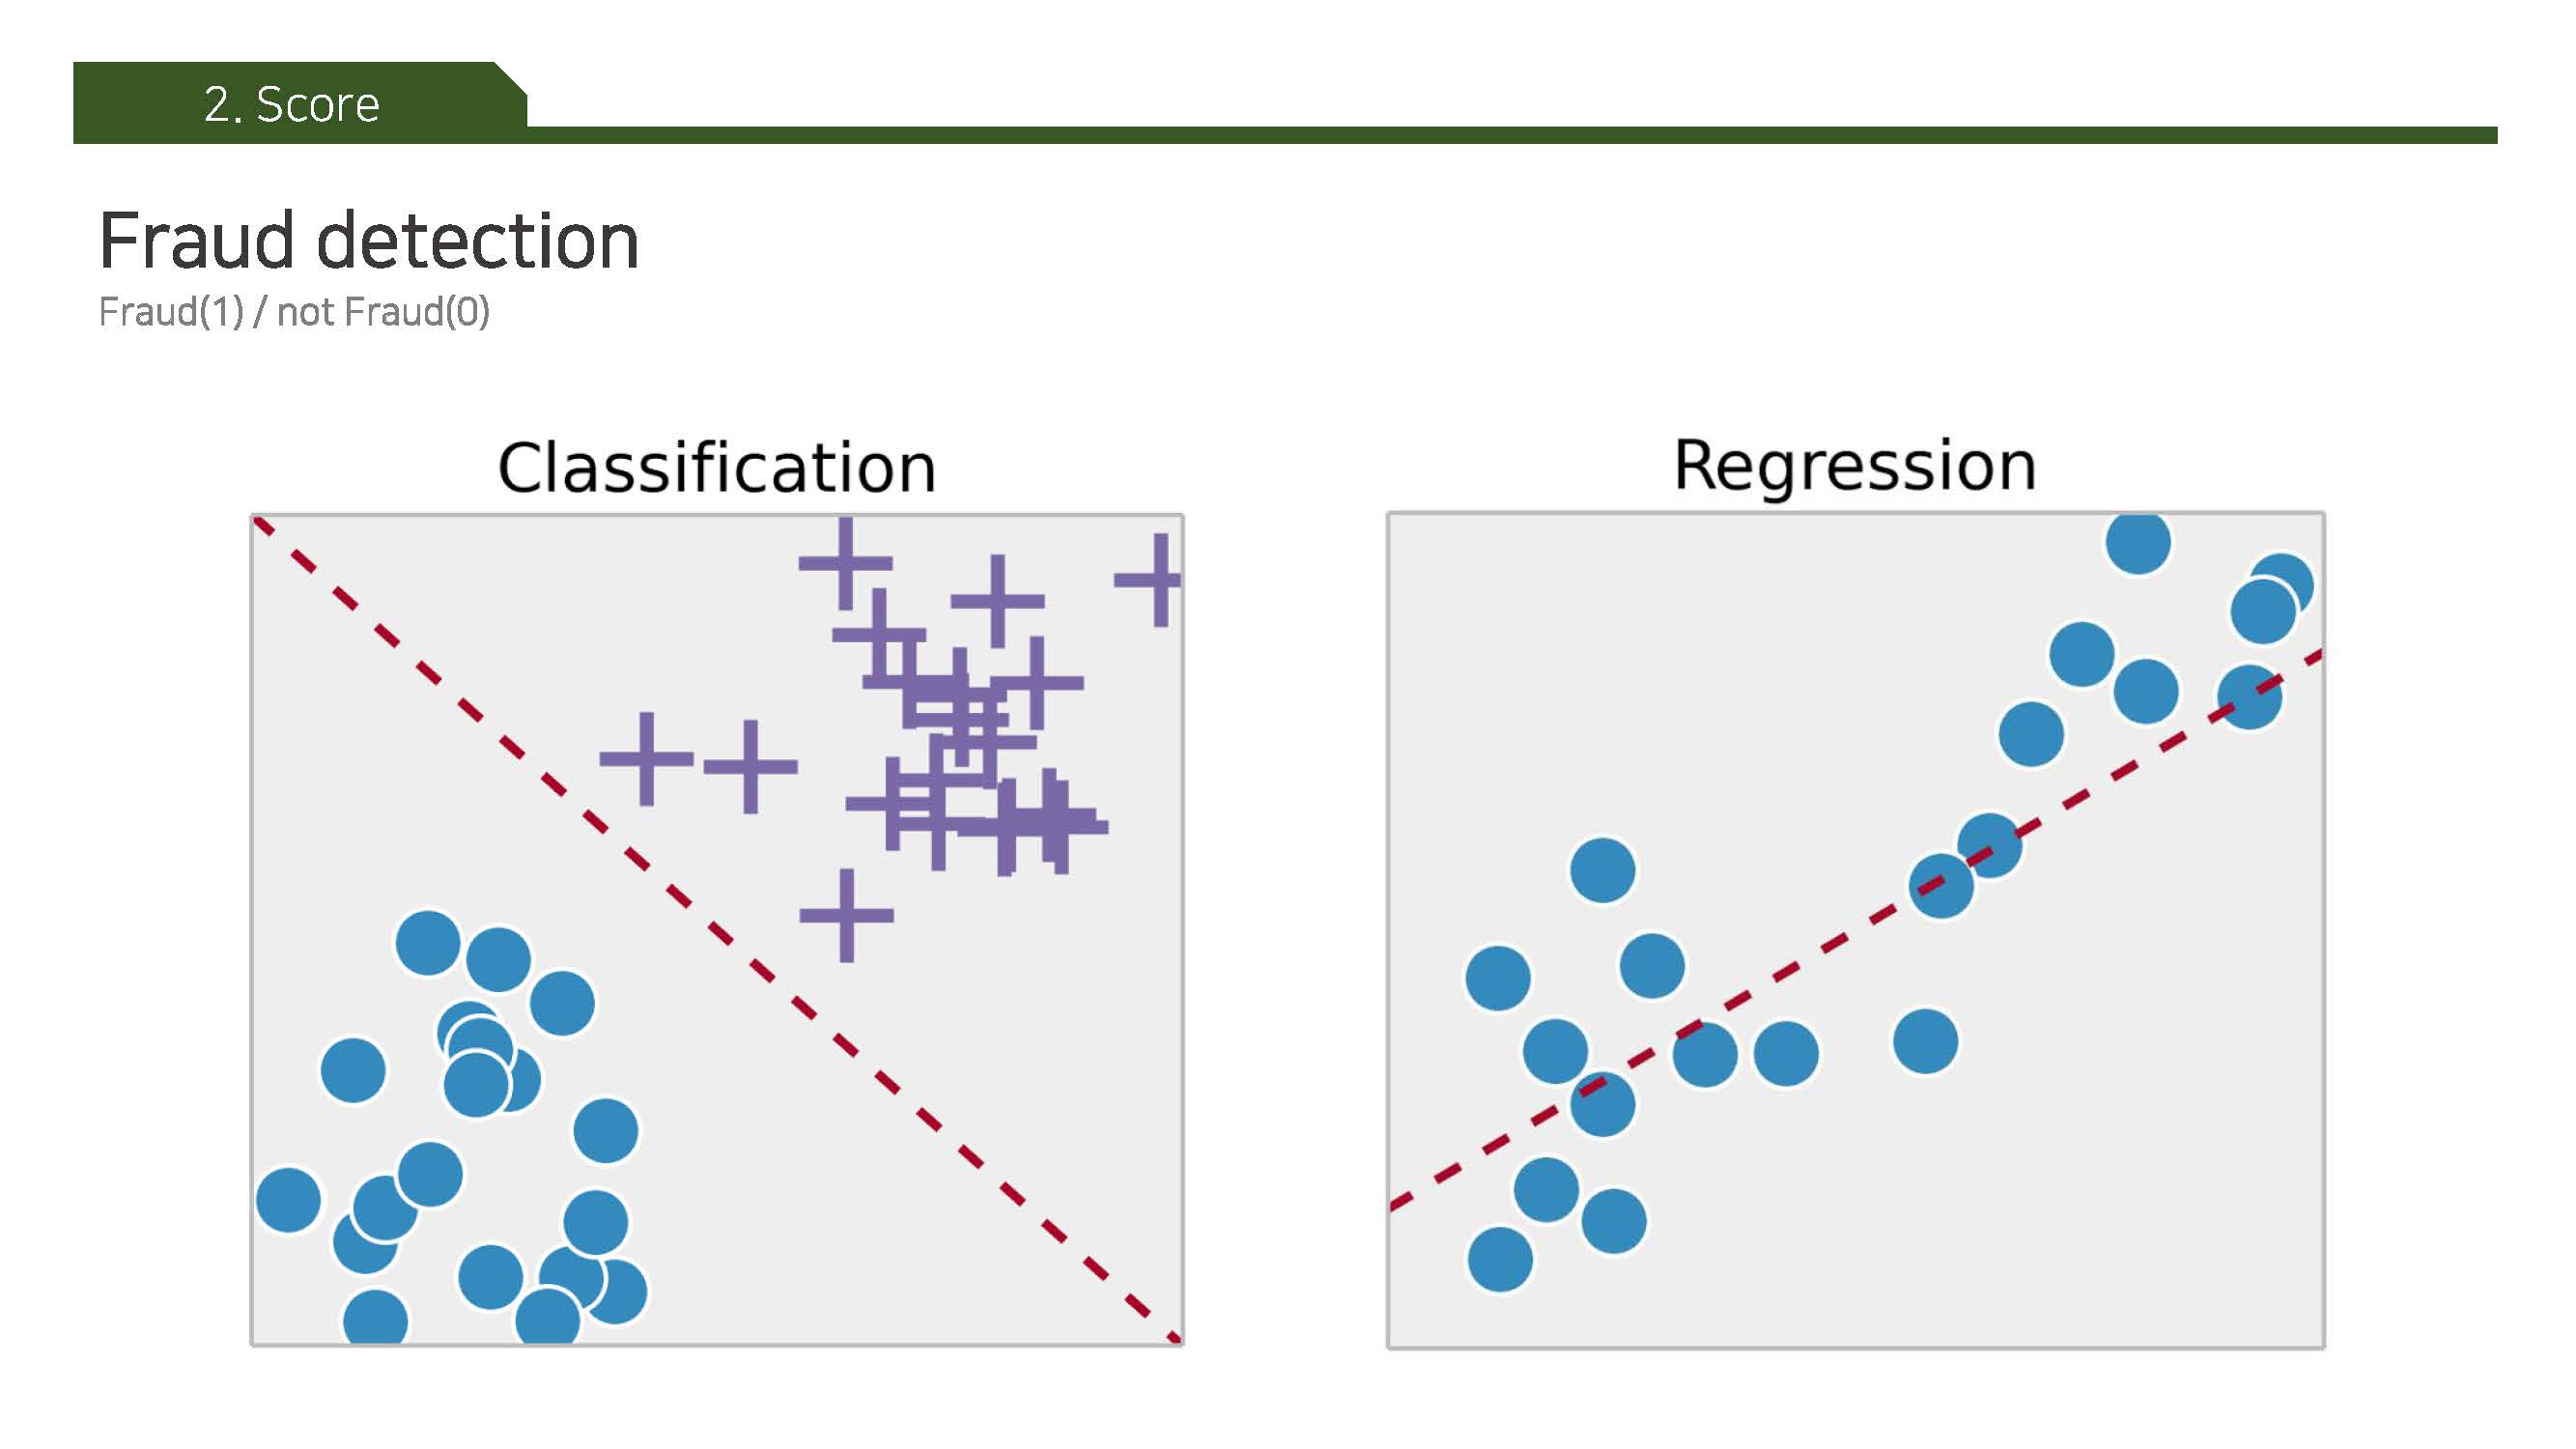 2. Score
Fraud detection
Fraud(1) / not Fraud(0)
Classification
Regression